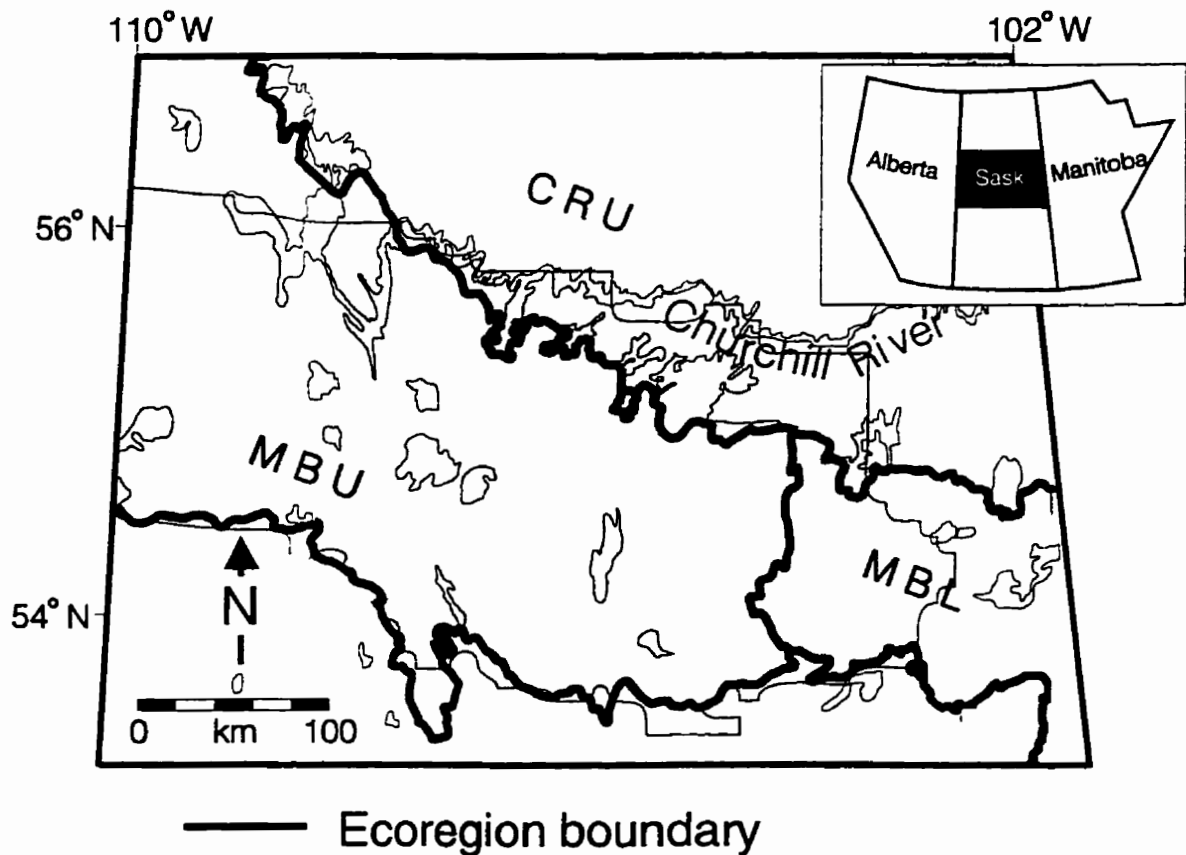 110° W
102° W
Alberta
Sask
Manitoba
56° N
CRU
Churchill River
MBU
MBL
54° N
N
0 km 100
Ecoregion boundary